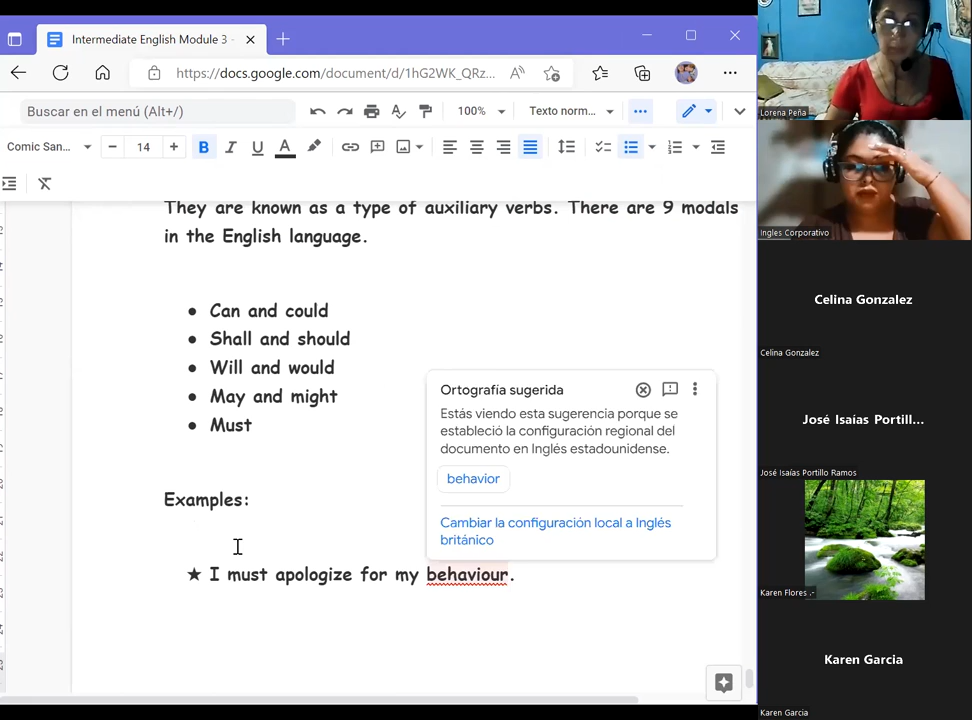 Intermediate English Module 3 -
https://docs.google.com/document/d/1hG2WK_QRz...
Buscar en el menú (Alt+/)
100%
Texto norm...
Comic San...
14
They are known as a type of auxiliary verbs. There are 9 modals
in the English language.
Can and could
Shall and should
Will and would
May and might
Must
Ortografía sugerida
Estás viendo esta sugerencia porque se
estableció la configuración regional del
documento en Inglés estadounidense.
behavior
Cambiar la configuración local a Inglés
británico
Examples:
★ I must apologize for my behaviour.
Lorena Peña
Ingles Corporativo
Celina Gonzalez
Celina Gonzalez
José Isaías Portill...
José Isaías Portillo Ramos
Karen Flores .-
Karen Garcia
Karen Garcia